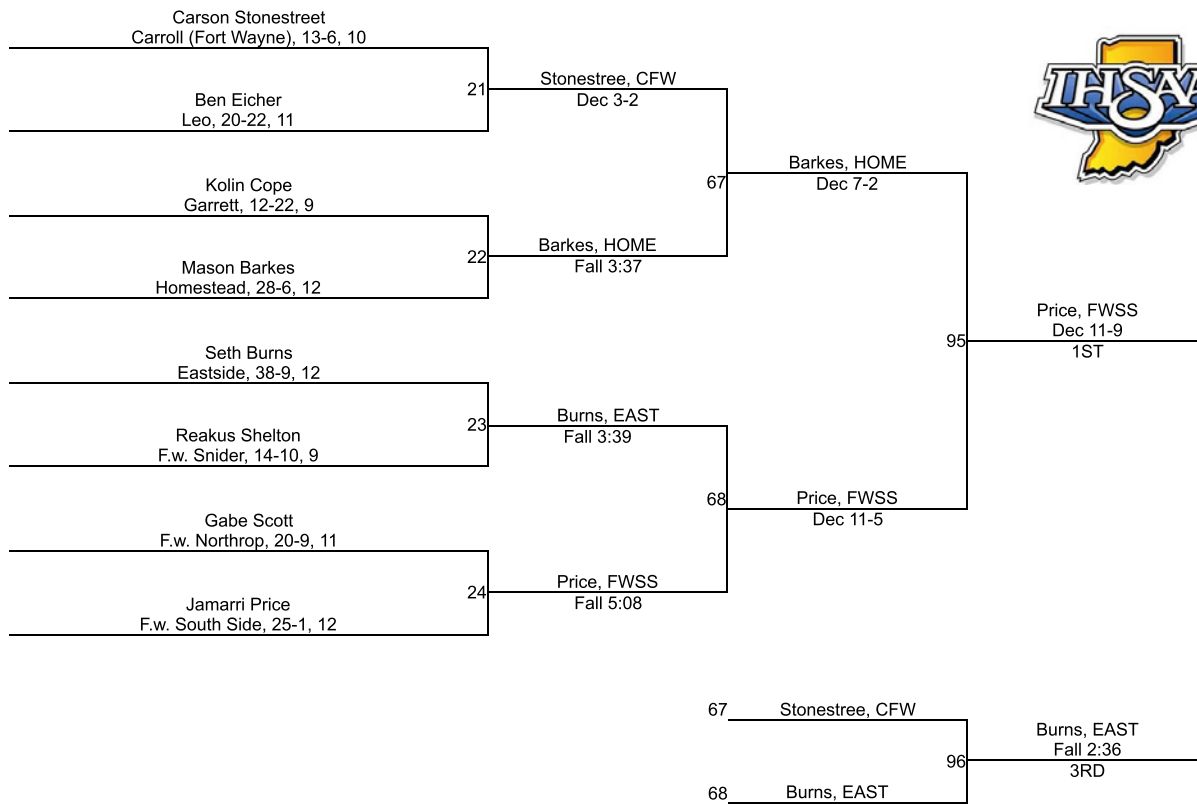 Carson Stonestreet
Carroll (Fort Wayne), 13-6, 10
21
Ben Eicher
Leo, 20-22, 11
Stonestree, CFW
Dec 3-2
Kolin Cope
Garrett, 12-22, 9
22
Mason Barkes
Homestead, 28-6, 12
Barkes, HOME
Fall 3:37
67
Barkes, HOME
Dec 7-2
Seth Burns
Eastside, 38-9, 12
23
Reakus Shelton
F.w. Snider, 14-10, 9
Burns, EAST
Fall 3:39
Gabe Scott
F.w. Northrop, 20-9, 11
24
Jamarri Price
F.w. South Side, 25-1, 12
Price, FWSS
Fall 5:08
68
Price, FWSS
Dec 11-5
95
Price, FWSS
Dec 11-9
1ST
IHSAA
67
Stonestree, CFW
68
Burns, EAST
96
Burns, EAST
Fall 2:36
3RD